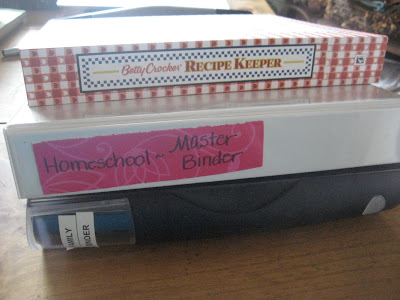 Betty Crocker® RECIPE KEEPER
Homeschool ~ Master
Binder